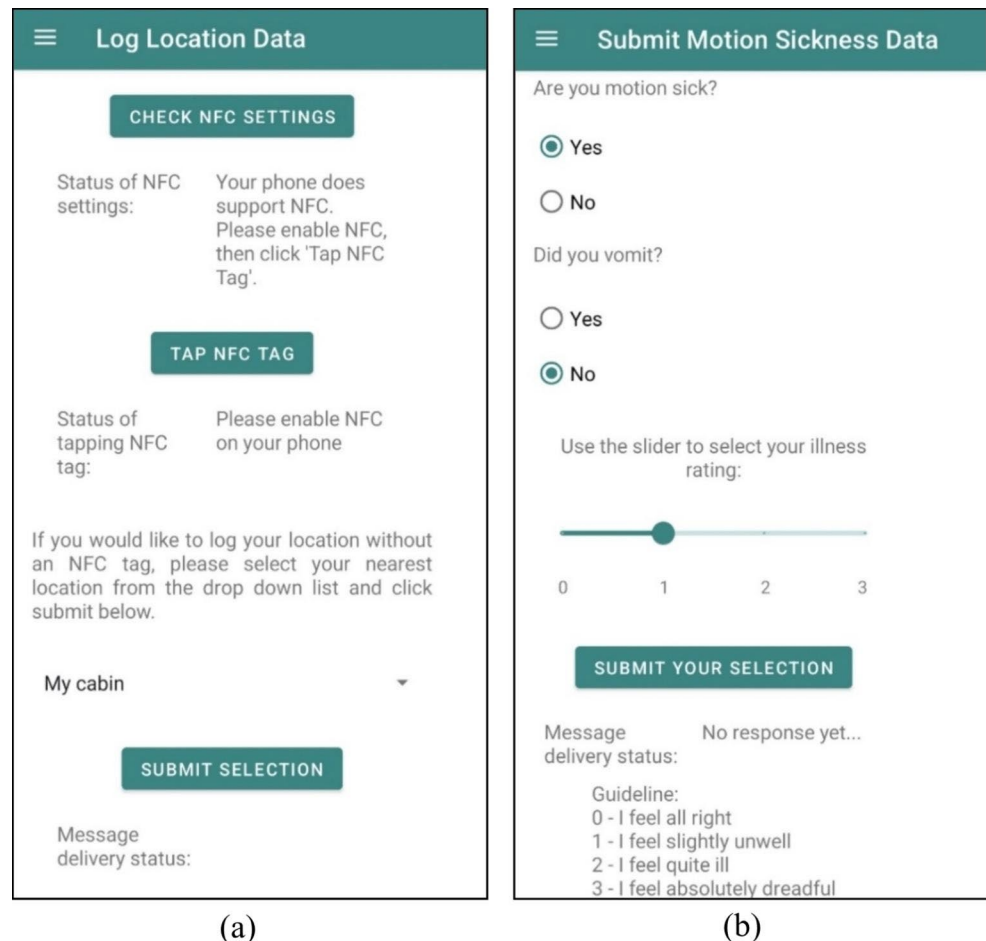 Log Location Data
CHECK NFC SETTINGS
Status of NFC
settings:
Your phone does
support NFC.
Please enable NFC,
then click 'Tap NFC
Tag'.
TAP NFC TAG
Status of
tapping NFC
tag:
Please enable NFC
on your phone
If you would like to log your location without
an NFC tag, please select your nearest
location from the drop down list and click
submit below.
My cabin
SUBMIT SELECTION
Message
delivery status:
(a)
Submit Motion Sickness Data
Are you motion sick?
Yes
No
Did you vomit?
Yes
No
Use the slider to select your illness
rating:
0 1 2 3
SUBMIT YOUR SELECTION
Message
delivery status:
No response yet...
Guideline:
0 - I feel all right
1 - I feel slightly unwell
2 - I feel quite ill
3 - I feel absolutely dreadful
(b)